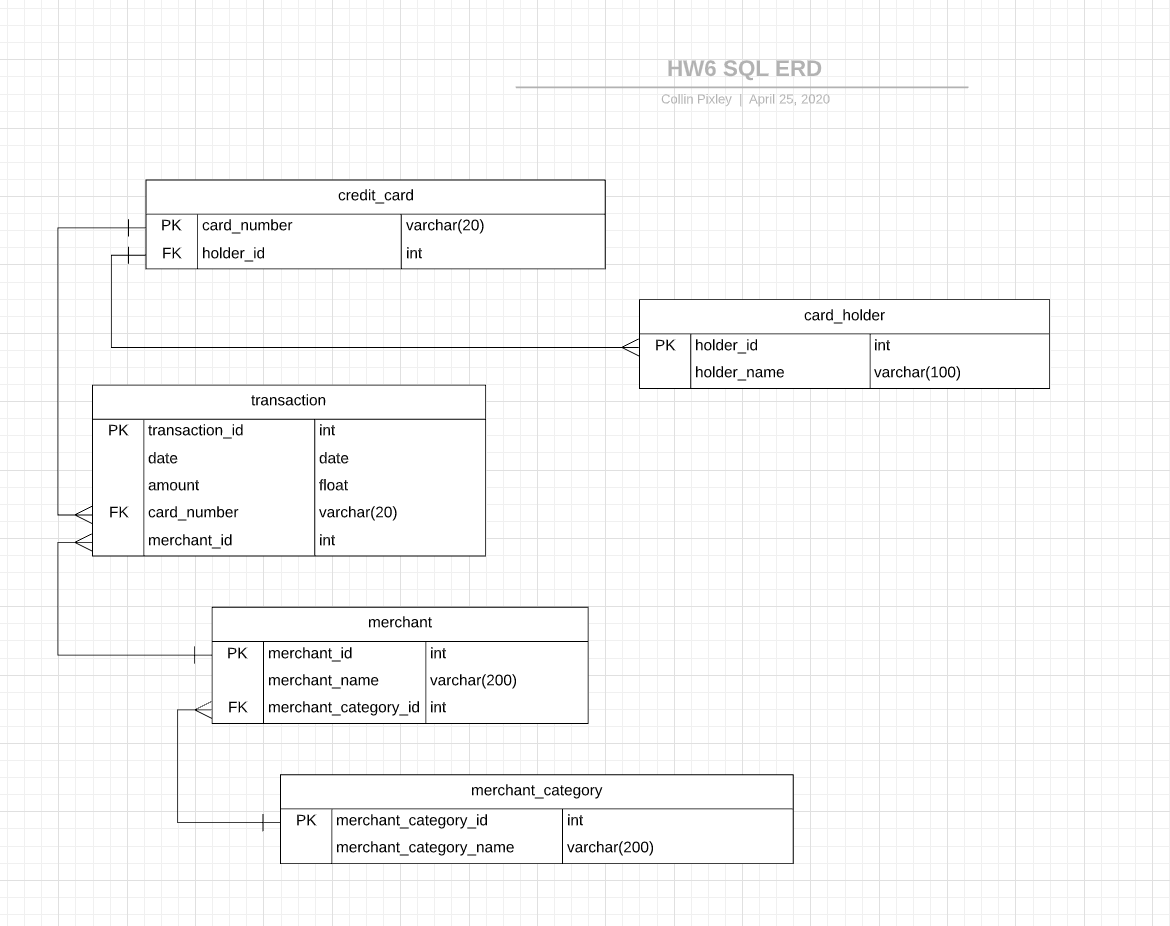 HW6 SQL ERD
Collin Pixley | April 25, 2020
credit_card
PK card_number varchar(20)
FK holder_id int
card_holder
PK holder_id int
holder_name varchar(100)
transaction
PK transaction_id int
date date
amount float
FK card_number varchar(20)
merchant_id int
merchant
PK merchant_id int
merchant_name varchar(200)
FK merchant_category_id int
merchant_category
PK merchant_category_id int
merchant_category_name varchar(200)